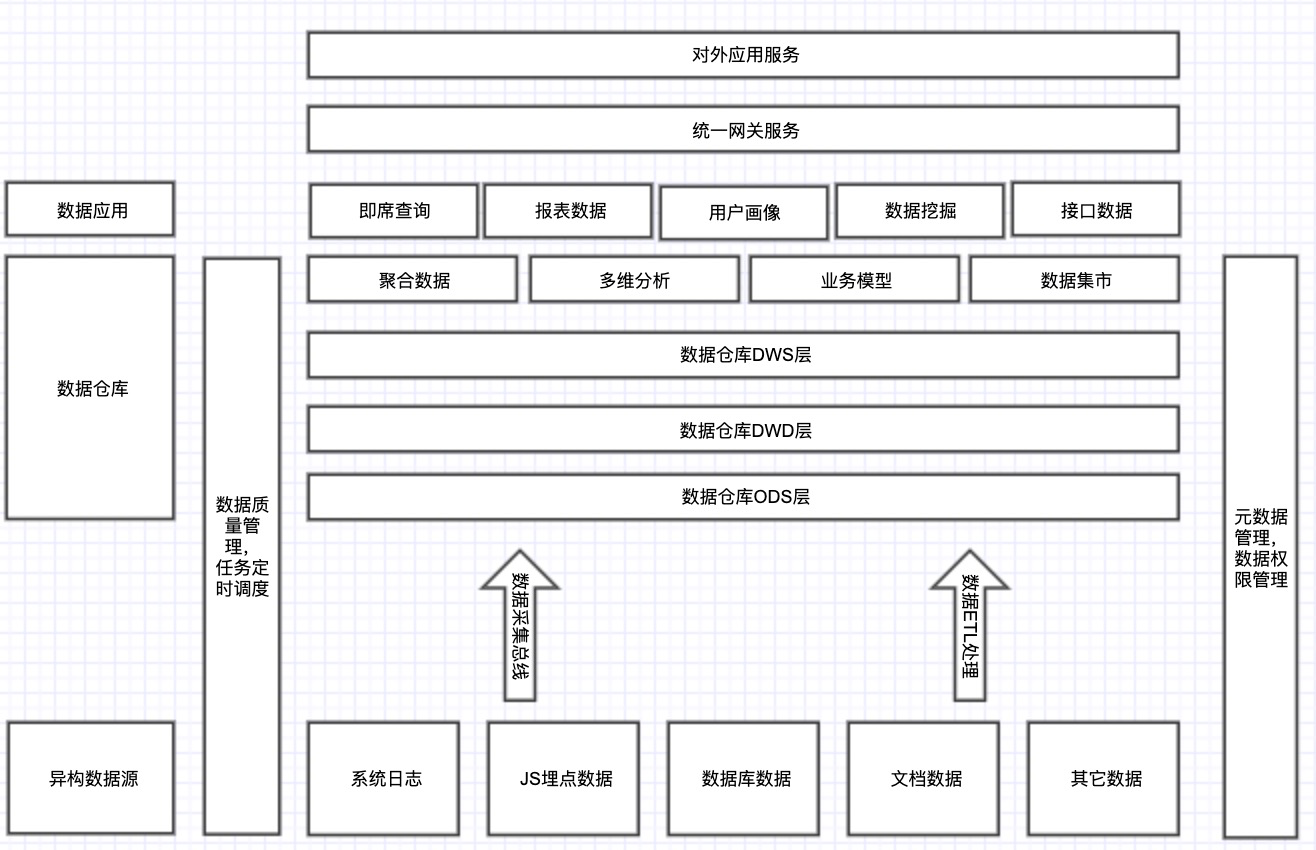 对外应用服务
统一网关服务
数据应用
即席查询
报表数据
用户画像
数据挖掘
接口数据
数据仓库
聚合数据
多维分析
业务模型
数据集市
数据仓库DWS层
数据仓库DWD层
数据仓库ODS层
数据质
量管
理，
任务定
时调度
元数据
管理，
数据权
限管理
数据采集总线
数据ETL处理
异构数据源
系统日志
JS埋点数据
数据库数据
文档数据
其它数据